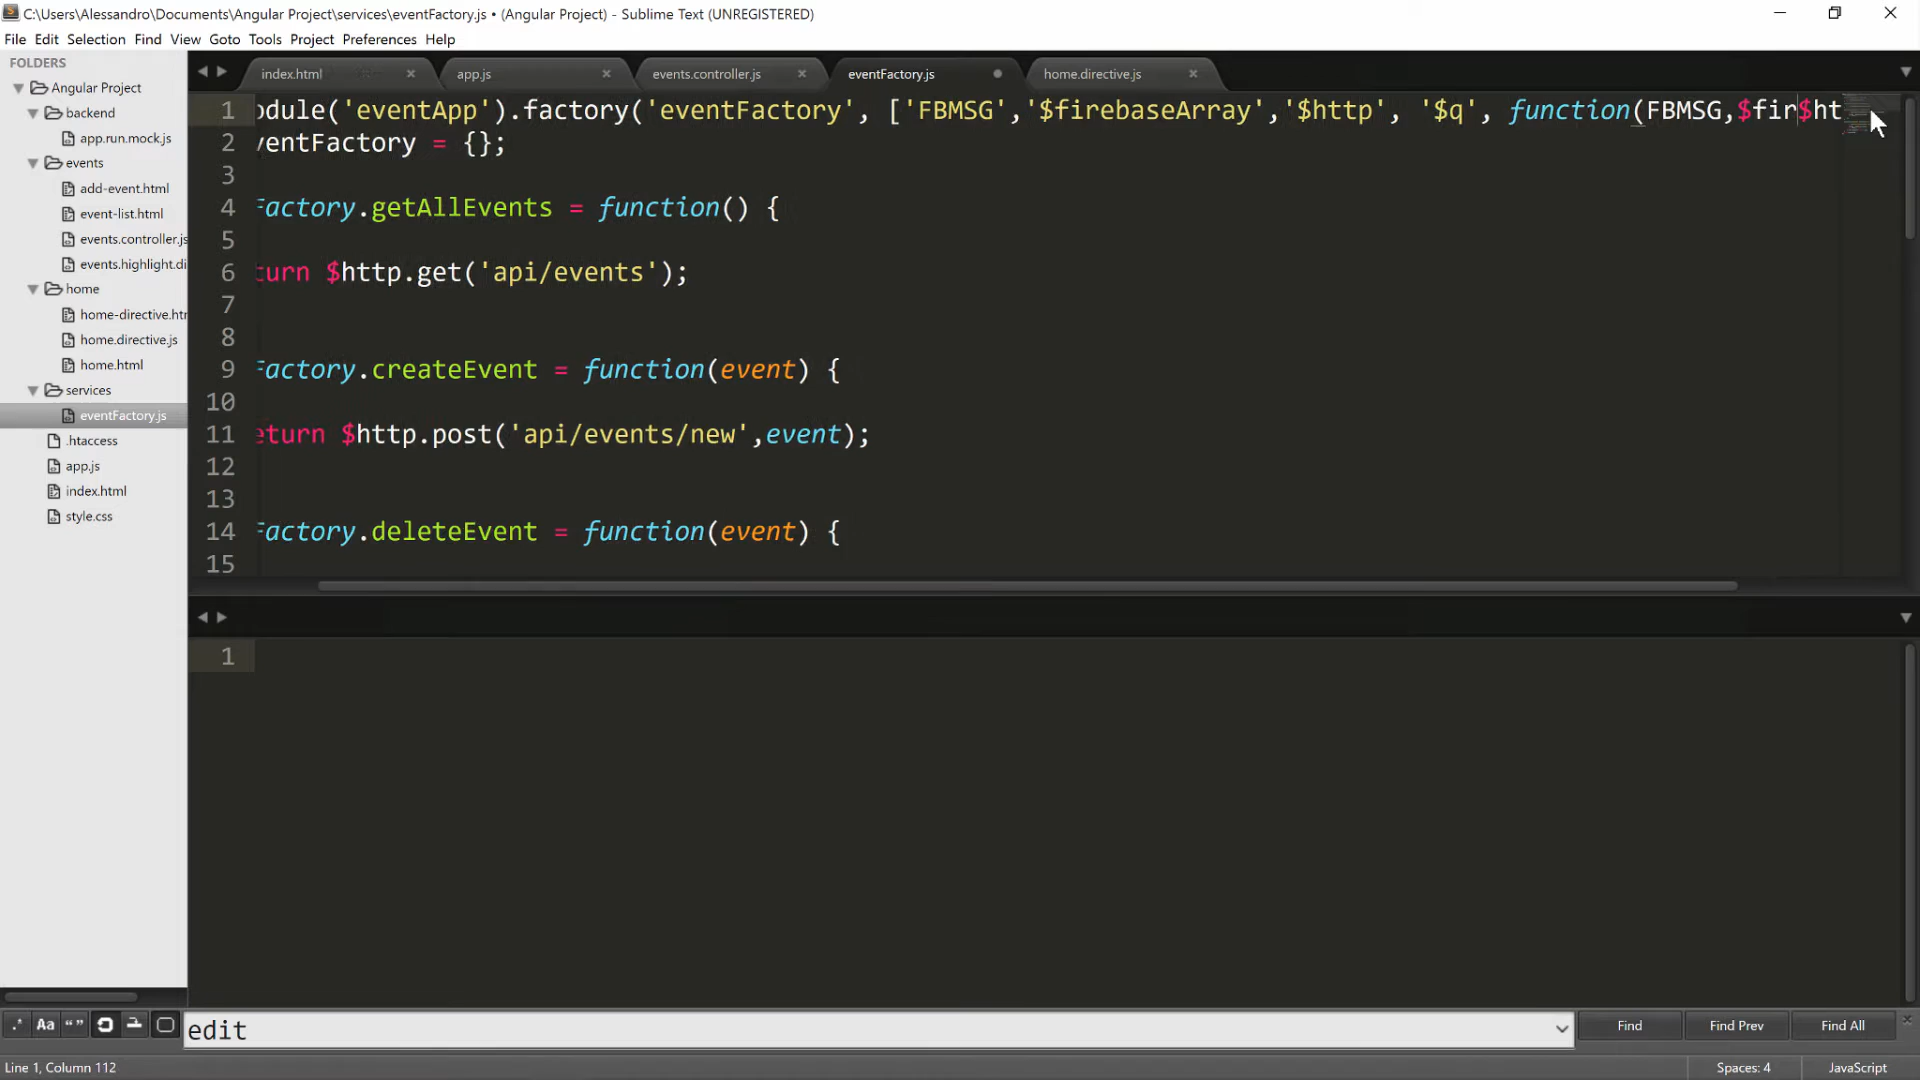 C:\Users\Alessandro\Documents\Angular Project\services\eventFactory.js • (Angular Project) - Sublime Text (UNREGISTERED)
File Edit Selection Find View Goto Tools Project Preferences Help
FOLDERS
Angular Project
backend
app.run.mock.js
events
add-event.html
event-list.html
events.controller.js
events.highlight.di
home
home-directive.htm
home.directive.js
home.html
services
eventFactory.js
.htaccess
app.js
index.html
style.css
index.html × app.js × events.controller.js × eventFactory.js home.directive.js ×
1 odule('eventApp').factory('eventFactory', ['FBMSG','$firebaseArray','$http', '$q', function(FBMSG,$fir$ht
2 ventFactory = {};
3
4 Factory.getAllEvents = function() {
5
6 turn $http.get('api/events');
7
8
9 Factory.createEvent = function(event) {
10
11 eturn $http.post('api/events/new',event);
12
13
14 Factory.deleteEvent = function(event) {
15
1
.* Aa “” edit Find Find Prev Find All
Line 1, Column 112 Spaces: 4 JavaScript